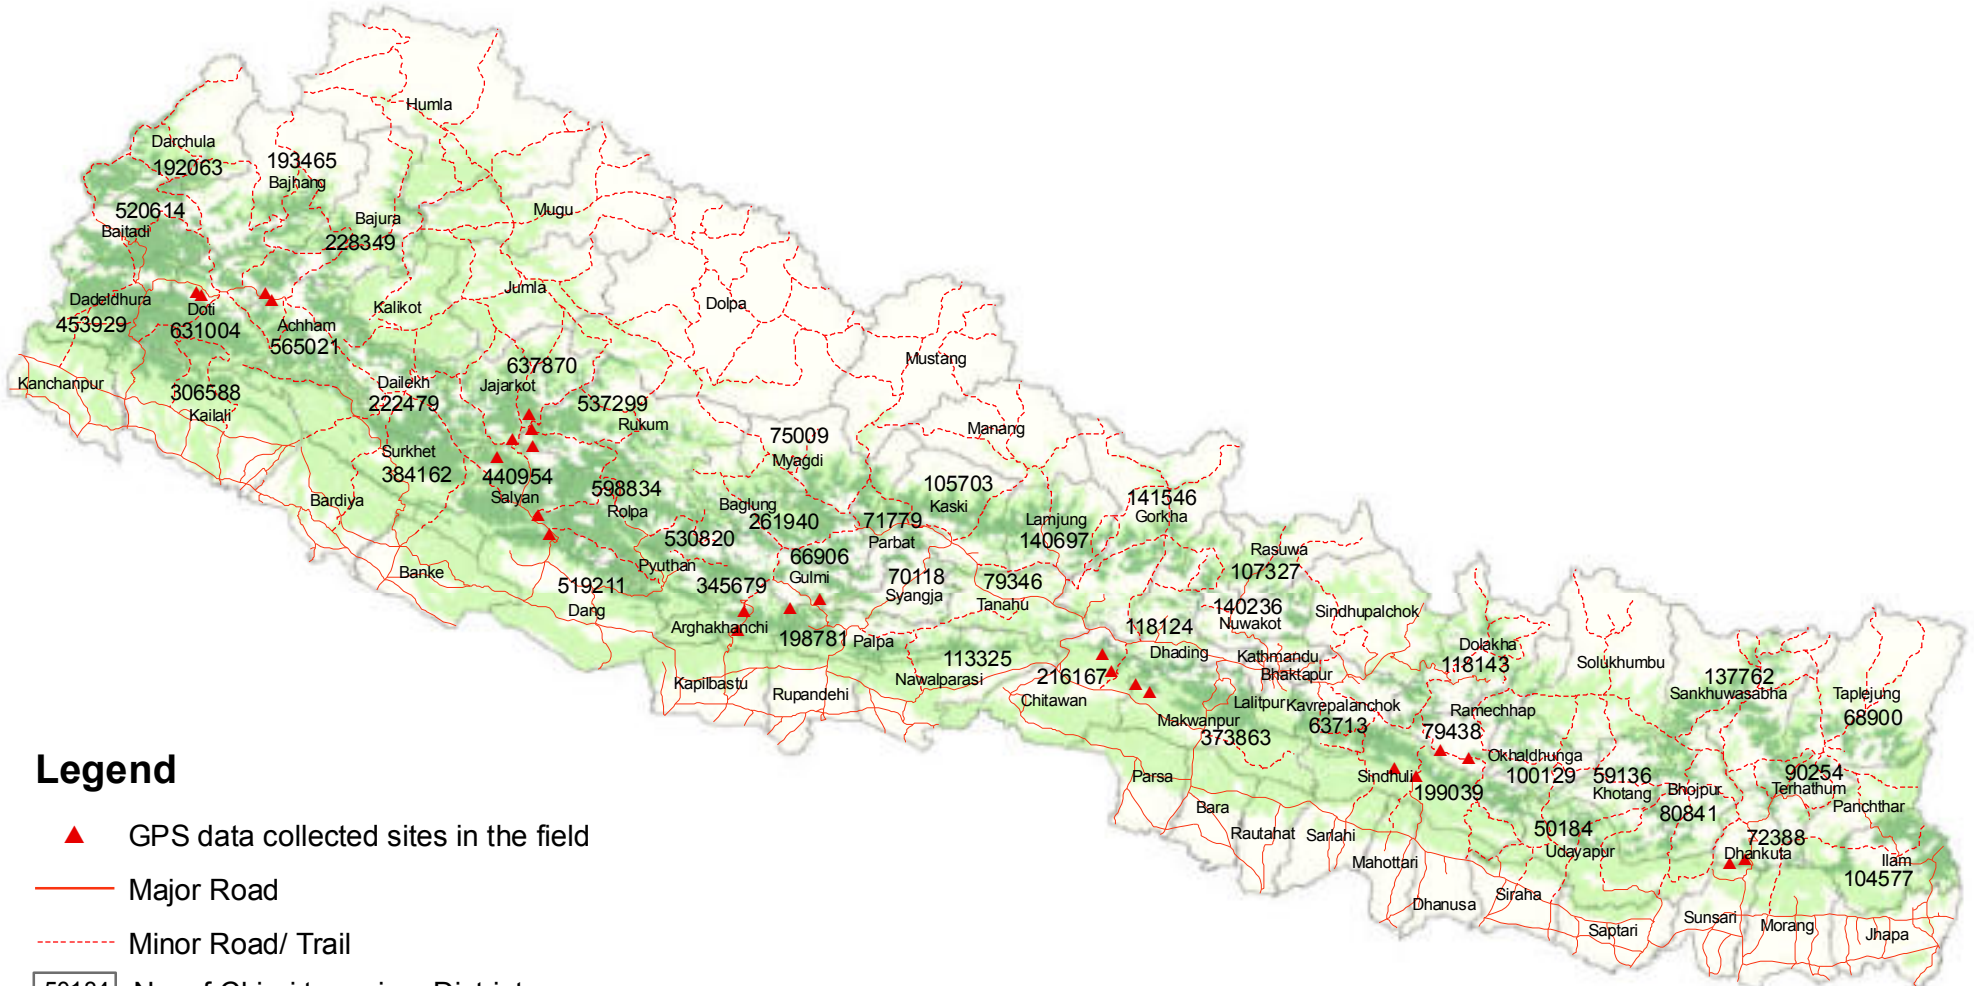 Humla
Darchula
192063
193465
Bajhang
520614
Baitadi
Bajura
228349
Mugu
Dadeldhura
453929
Doti
631004
Achham
565021
Kalikot
Jumla
Dolpa
Mustang
Kanchanpur
306588
Kailali
Dailekh
222479
637870
Jajarkot
537299
Rukum
75009
Myagdi
Manang
Surkhet
384162
440954
Salyan
598834
Rolpa
Baglung
261940
105703
Kaski
71779
Parbat
Lamjung
140697
141546
Gorkha
Bardiya
Banke
530820
Pyuthan
66906
Gulmi
70118
Syangja
79346
Tanahu
Rasuwa
107327
519211
Dang
345679
Arghakhanchi
198781
Palpa
118124
Dhading
140236
Nuwakot
Sindhupalchok
Kathmandu
Bhaktapur
Dolakha
118143
Solukhumbu
137762
Sankhuwasabha
Taplejung
68900
Kapilbastu
Rupandehi
113325
Nawalparasi
216167
Chitawan
Lalitpur
Kavrepalanchok
63713
Makwanpur
373863
Ramechhap
79438
Okhaldhunga
100129
59136
Khotang
Bhojpur
80841
90254
Terhathum
Panchthar
Parsa
Bara
Rautahat
Sarlahi
Sindhuli
199039
Mahottari
Dhanusa
50184
Udayapur
Siraha
Saptari
72388
Dhankuta
Ilam
104577
Sunsari
Morang
Jhapa
Legend
GPS data collected sites in the field
Major Road
Minor Road/ Trail